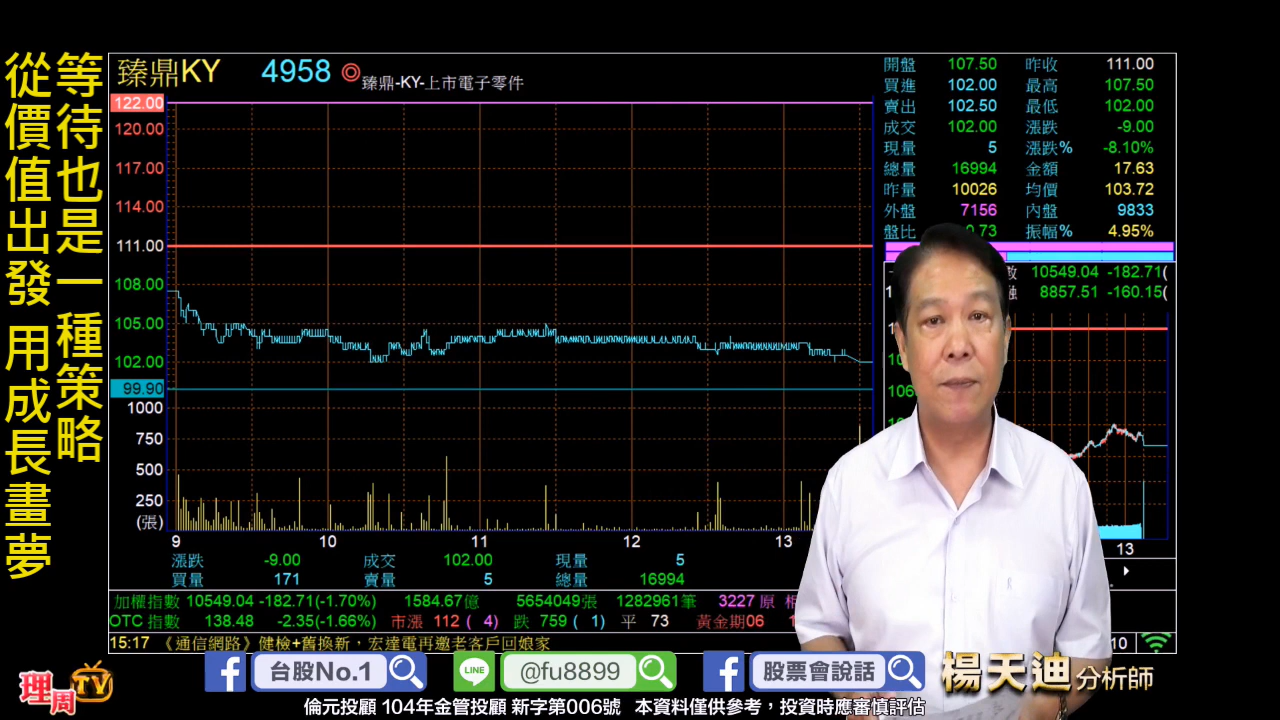 等待也是一種策略
從價值出發 用成長畫夢
臻鼎KY 4958 ◎臻鼎-KY-上市電子零件
122.00
120.00
117.00
114.00
111.00
108.00
105.00
102.00
99.90
1000
750
500
250
(張)
9 10 11 12 13
開盤 107.50 昨收 111.00
買進 102.00 最高 107.50
賣出 102.50 最低 102.00
成交 102.00 漲跌 -9.00
現量 5 漲跌% -8.10%
總量 16994 金額 17.63
昨量 10026 均價 103.72
外盤 7156 內盤 9833
盤比 0.73 振幅% 4.95%
數 10549.04 -182.71(
融 8857.51 -160.15(
13
漲跌 -9.00 成交 102.00 現量 5
買量 171 賣量 5 總量 16994
加權指數 10549.04 -182.71(-1.70%) 1584.67億 5654049張 1282961筆 3227 原
OTC 指數 138.48 -2.35(-1.66%) 市漲 112 ( 4) 跌 759 ( 1) 平 73 黃金期06
15:17 《通信網路》健檢+舊換新，宏達電再邀老客戶回娘家
10
理周TV
台股No.1
LINE @fu8899
股票會說話
楊天迪 分析師
倫元投顧 104年金管投顧 新字第006號 本資料僅供參考，投資時應審慎評估